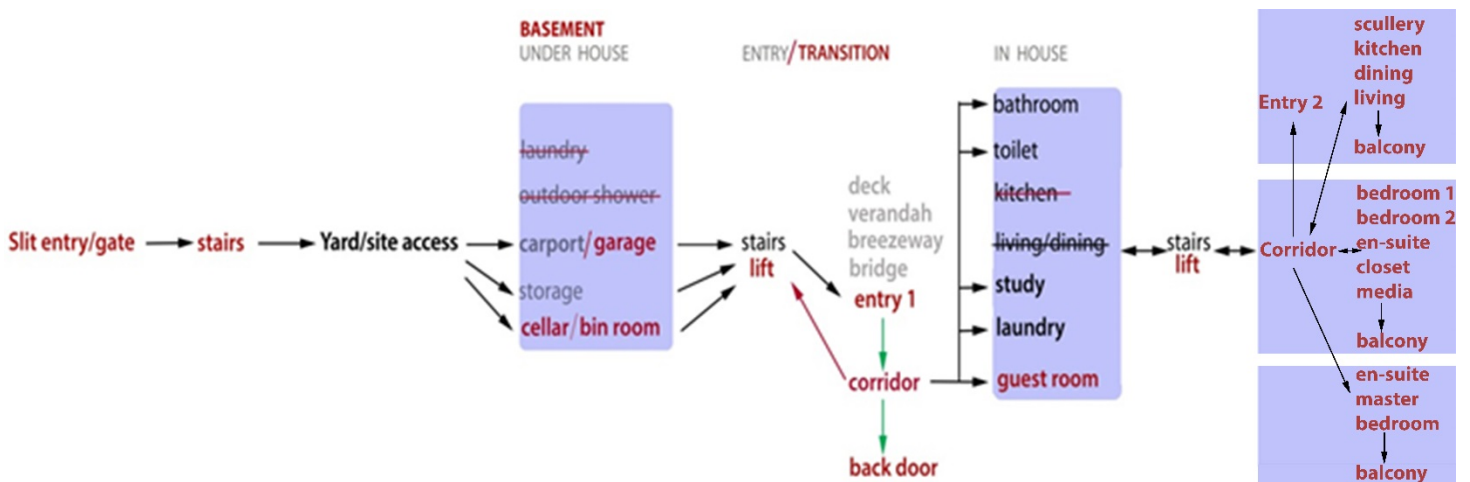 BASEMENT
UNDER HOUSE
ENTRY/TRANSITION
IN HOUSE
Slit entry/gate
stairs
Yard/site access
laundry
outdoor shower
carport/garage
storage
cellar/bin room
stairs
lift
deck
verandah
breezeway
bridge
entry 1
corridor
back door
bathroom
toilet
kitchen
living/dining
study
laundry
guest room
stairs
lift
Entry 2
scullery
kitchen
dining
living
balcony
Corridor
bedroom 1
bedroom 2
en-suite
closet
media
balcony
en-suite
master
bedroom
balcony